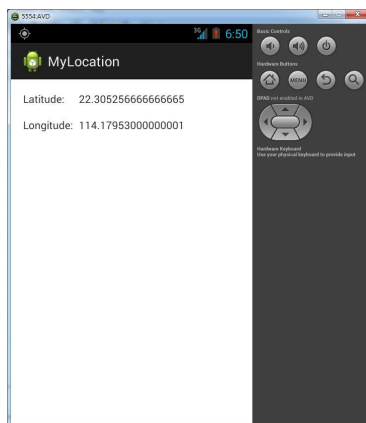 5554:AVD
3G 6:50
MyLocation
Latitude: 22.305256666666665
Longitude: 114.17953000000001
Basic Controls
Hardware Buttons
MENU
DPAD not enabled in AVD
Hardware Keyboard
Use your physical keyboard to provide input